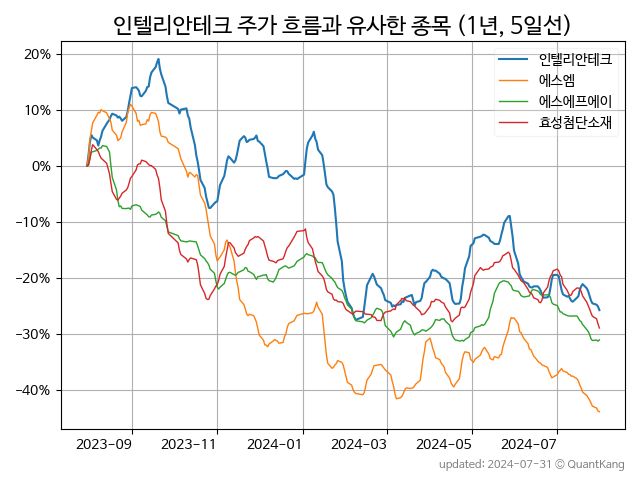 인텔리안테크 주가 흐름과 유사한 종목 (1년, 5일선)
인텔리안테크
에스엠
에스에프에이
효성첨단소재
20%
10%
0%
−10%
−20%
−30%
−40%
2023-09
2023-11
2024-01
2024-03
2024-05
2024-07
updated: 2024-07-31 © QuantKang